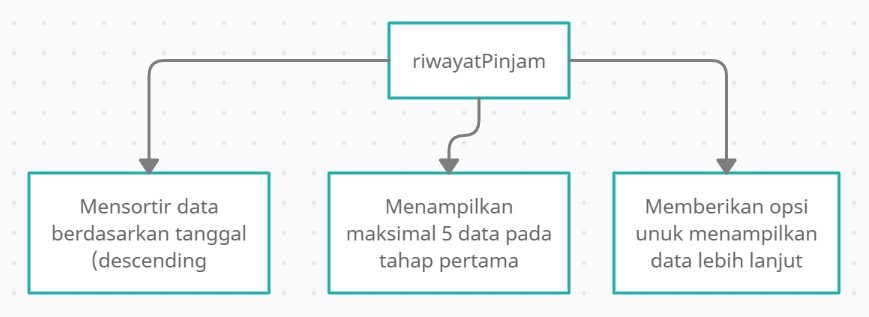 riwayatPinjam
Mensortir data
berdasarkan tanggal
(descending
Menampilkan
maksimal 5 data pada
tahap pertama
Memberikan opsi
unuk menampilkan
data lebih lanjut